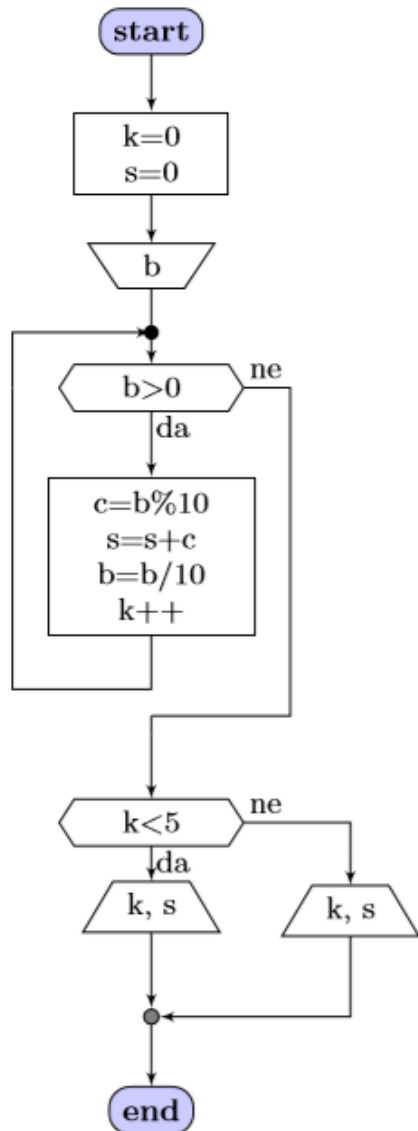 start
k=0
s=0
b
b>0
ne
da
c=b%10
s=s+c
b=b/10
k++
k<5
ne
da
k, s
k, s
end